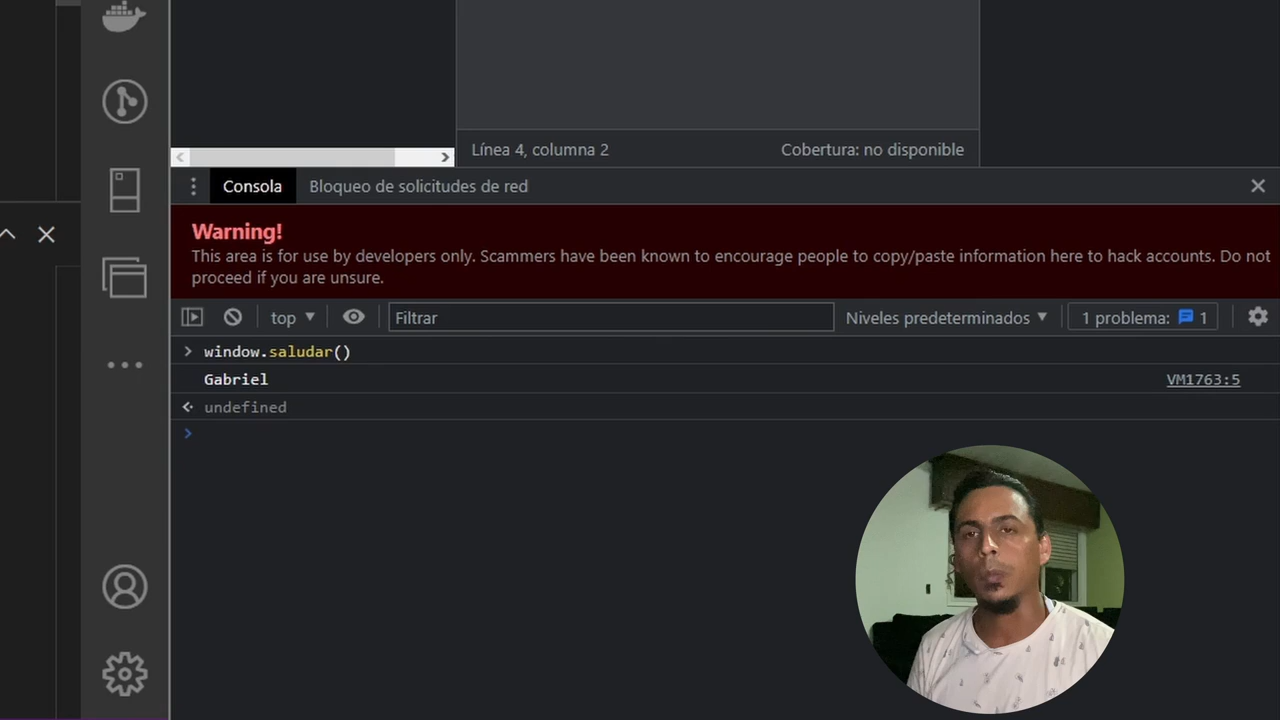 Línea 4, columna 2
Cobertura: no disponible
Consola
Bloqueo de solicitudes de red
Warning!
This area is for use by developers only. Scammers have been known to encourage people to copy/paste information here to hack accounts. Do not
proceed if you are unsure.
top
Filtrar
Niveles predeterminados
1 problema: 1
window.saludar()
Gabriel
VM1763:5
undefined